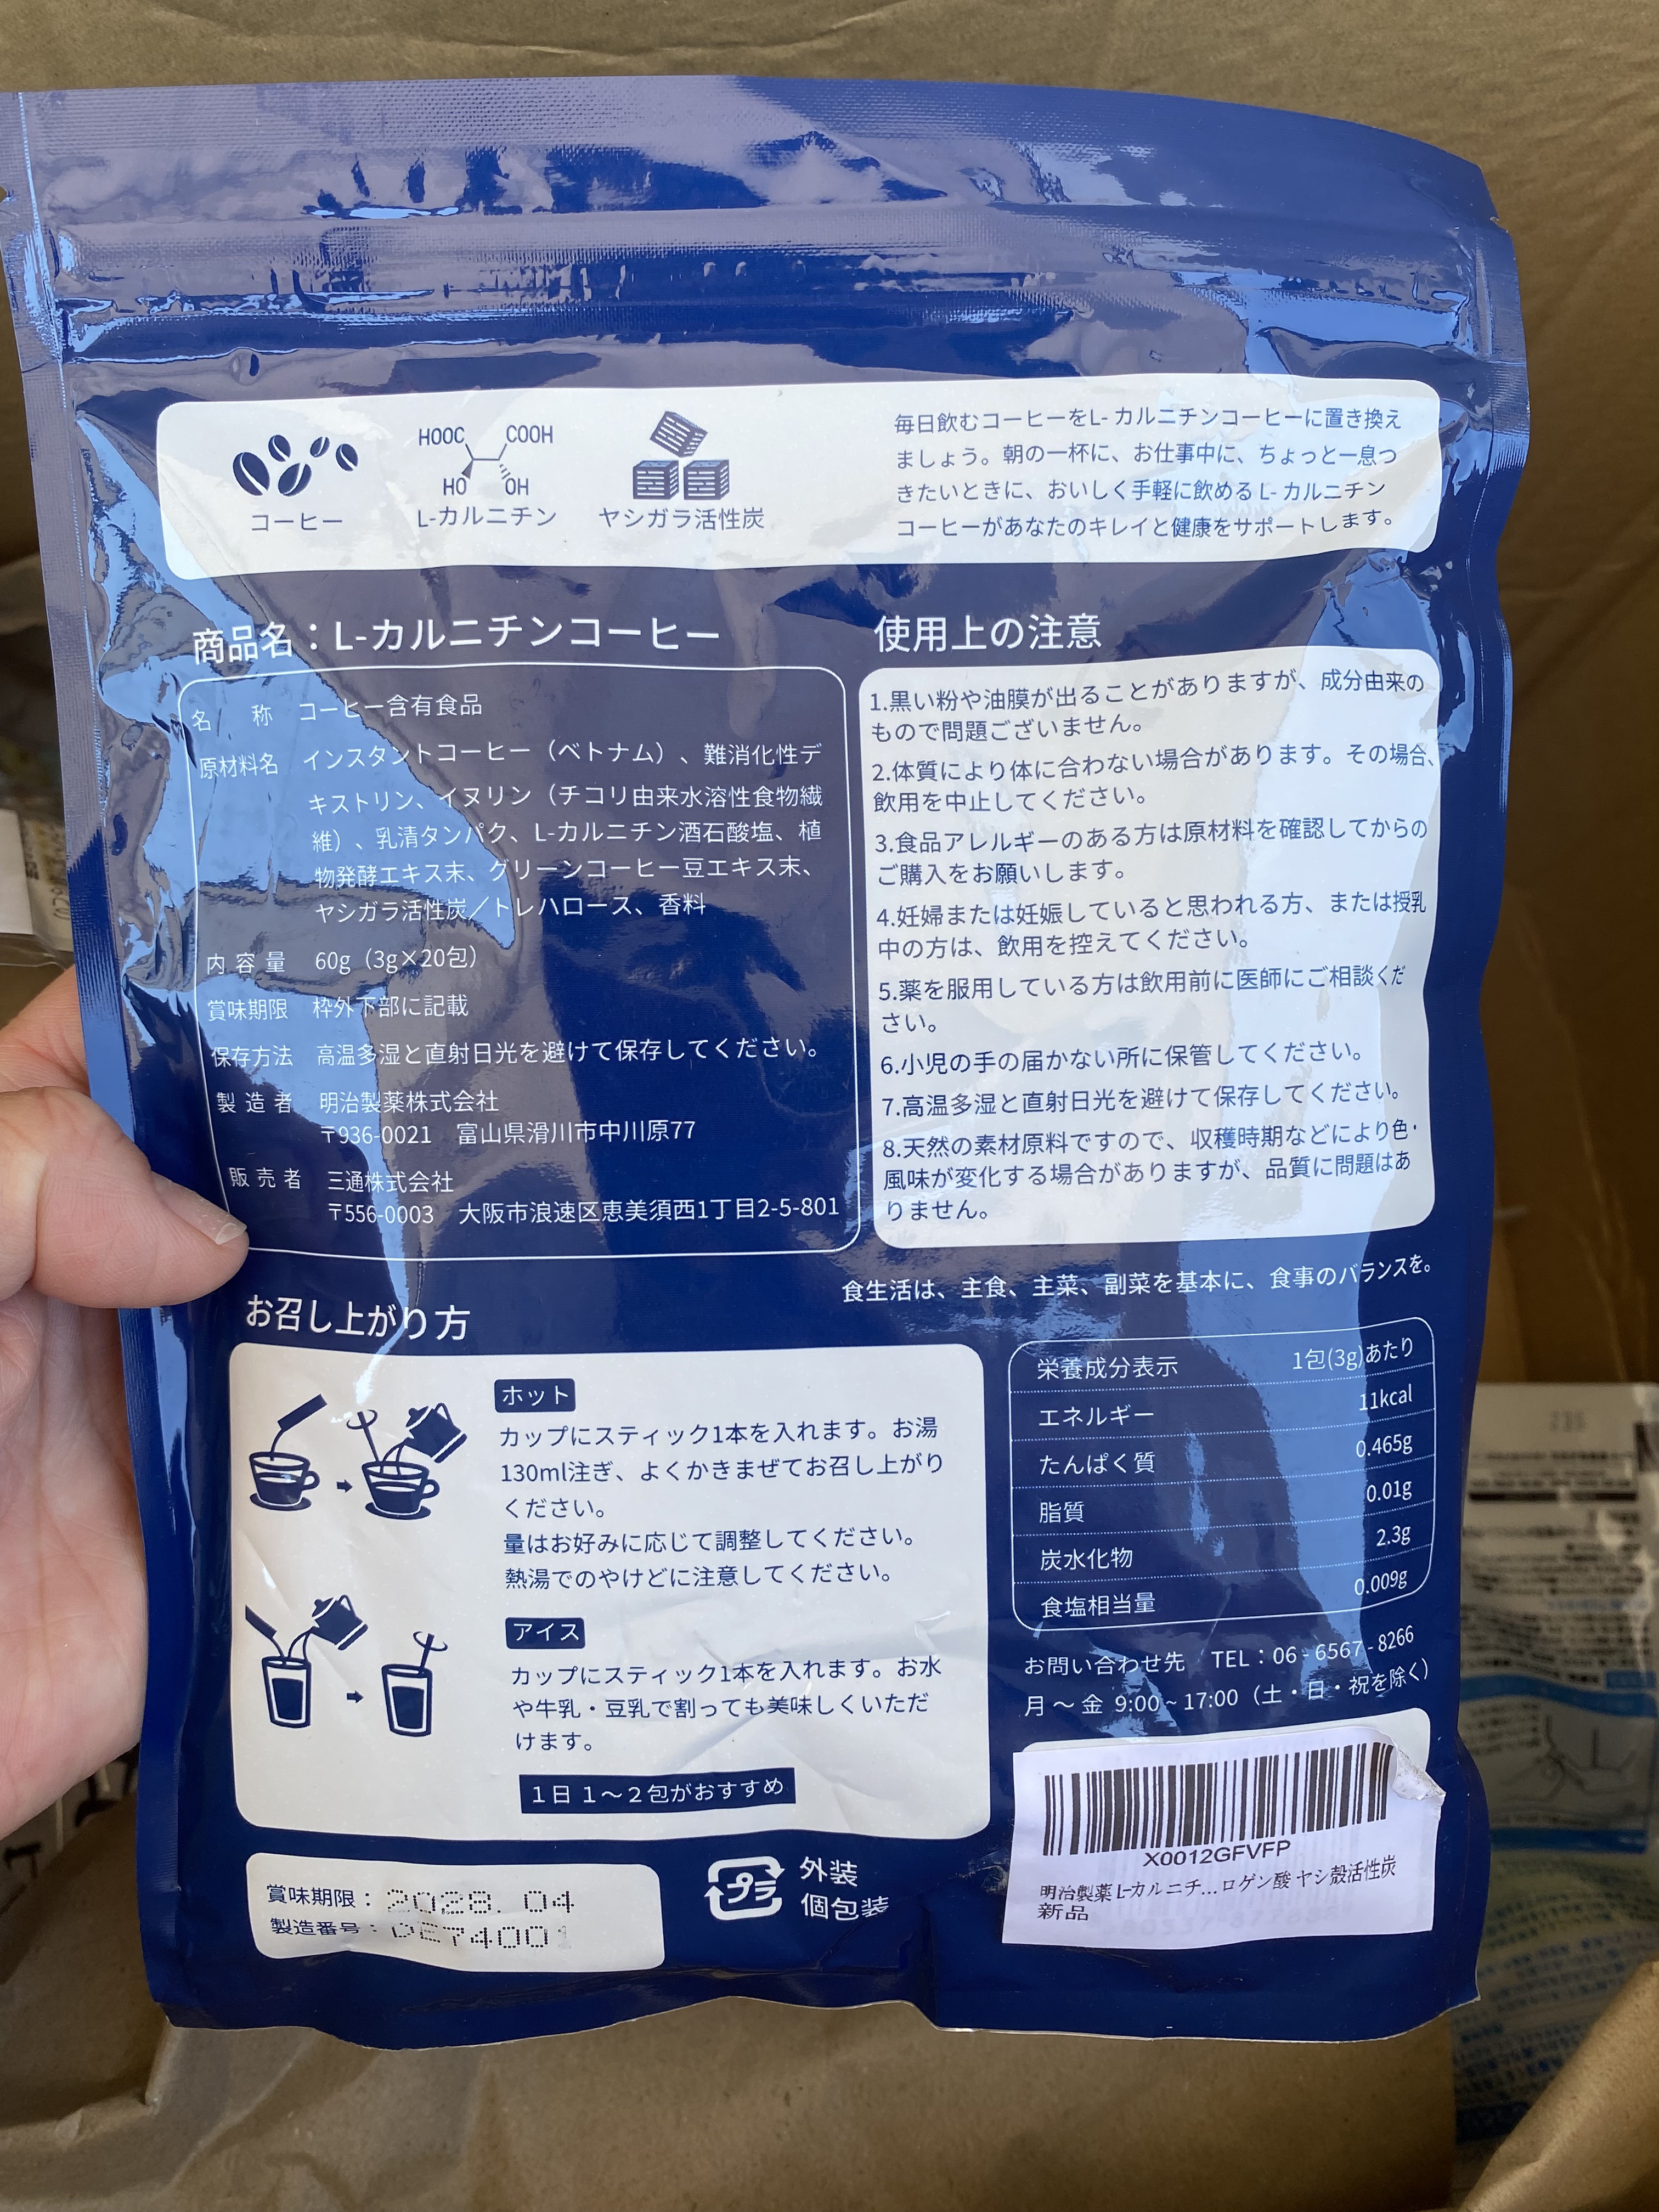 コーヒー
HOOC COOH
HO OH
L-カルニチン
ヤシガラ活性炭
毎日飲むコーヒーをL-カルニチンコーヒーに置き換え
ましょう。朝の一杯に、お仕事中に、ちょっと一息つ
きたいときに、おいしく手軽に飲めるL-カルニチン
コーヒーがあなたのキレイと健康をサポートします。
商品名：L-カルニチンコーヒー
名　称　コーヒー含有食品
原材料名　インスタントコーヒー（ベトナム）、難消化性デ
キストリン、イヌリン（チコリ由来水溶性食物繊
維）、乳清タンパク、L-カルニチン酒石酸塩、植
物発酵エキス末、グリーンコーヒー豆エキス末、
ヤシガラ活性炭／トレハロース、香料
内容量　60g（3g×20包）
賞味期限　枠外下部に記載
保存方法　高温多湿と直射日光を避けて保存してください。
製造者　明治製薬株式会社
〒936-0021　富山県滑川市中川原77
販売者　三通株式会社
〒556-0003　大阪市浪速区恵美須西1丁目2-5-801
使用上の注意
1.黒い粉や油膜が出ることがありますが、成分由来の
もので問題ございません。
2.体質により体に合わない場合があります。その場合、
飲用を中止してください。
3.食品アレルギーのある方は原材料を確認してからの
ご購入をお願いします。
4.妊婦または妊娠していると思われる方、または授乳
中の方は、飲用を控えてください。
5.薬を服用している方は飲用前に医師にご相談くだ
さい。
6.小児の手の届かない所に保管してください。
7.高温多湿と直射日光を避けて保存してください。
8.天然の素材原料ですので、収穫時期などにより色・
風味が変化する場合がありますが、品質に問題はあ
りません。
食生活は、主食、主菜、副菜を基本に、食事のバランスを。
お召し上がり方
ホット
カップにスティック1本を入れます。お湯
130ml注ぎ、よくかきまぜてお召し上がり
ください。
量はお好みに応じて調整してください。
熱湯でのやけどに注意してください。
アイス
カップにスティック1本を入れます。お水
や牛乳・豆乳で割っても美味しくいただ
けます。
1日 1～2包がおすすめ
栄養成分表示　1包(3g)あたり
エネルギー　11kcal
たんぱく質　0.465g
脂質　0.01g
炭水化物　2.3g
食塩相当量　0.009g
お問い合わせ先　TEL：06-6567-8266
月～金 9:00~17:00（土・日・祝を除く）
X0012GFVFP
明治製薬 L-カルニチ...ロゲン酸 ヤシ殻活性炭
新品
賞味期限：2028. 04
製造番号：DE74001
プラ
外装
個包装